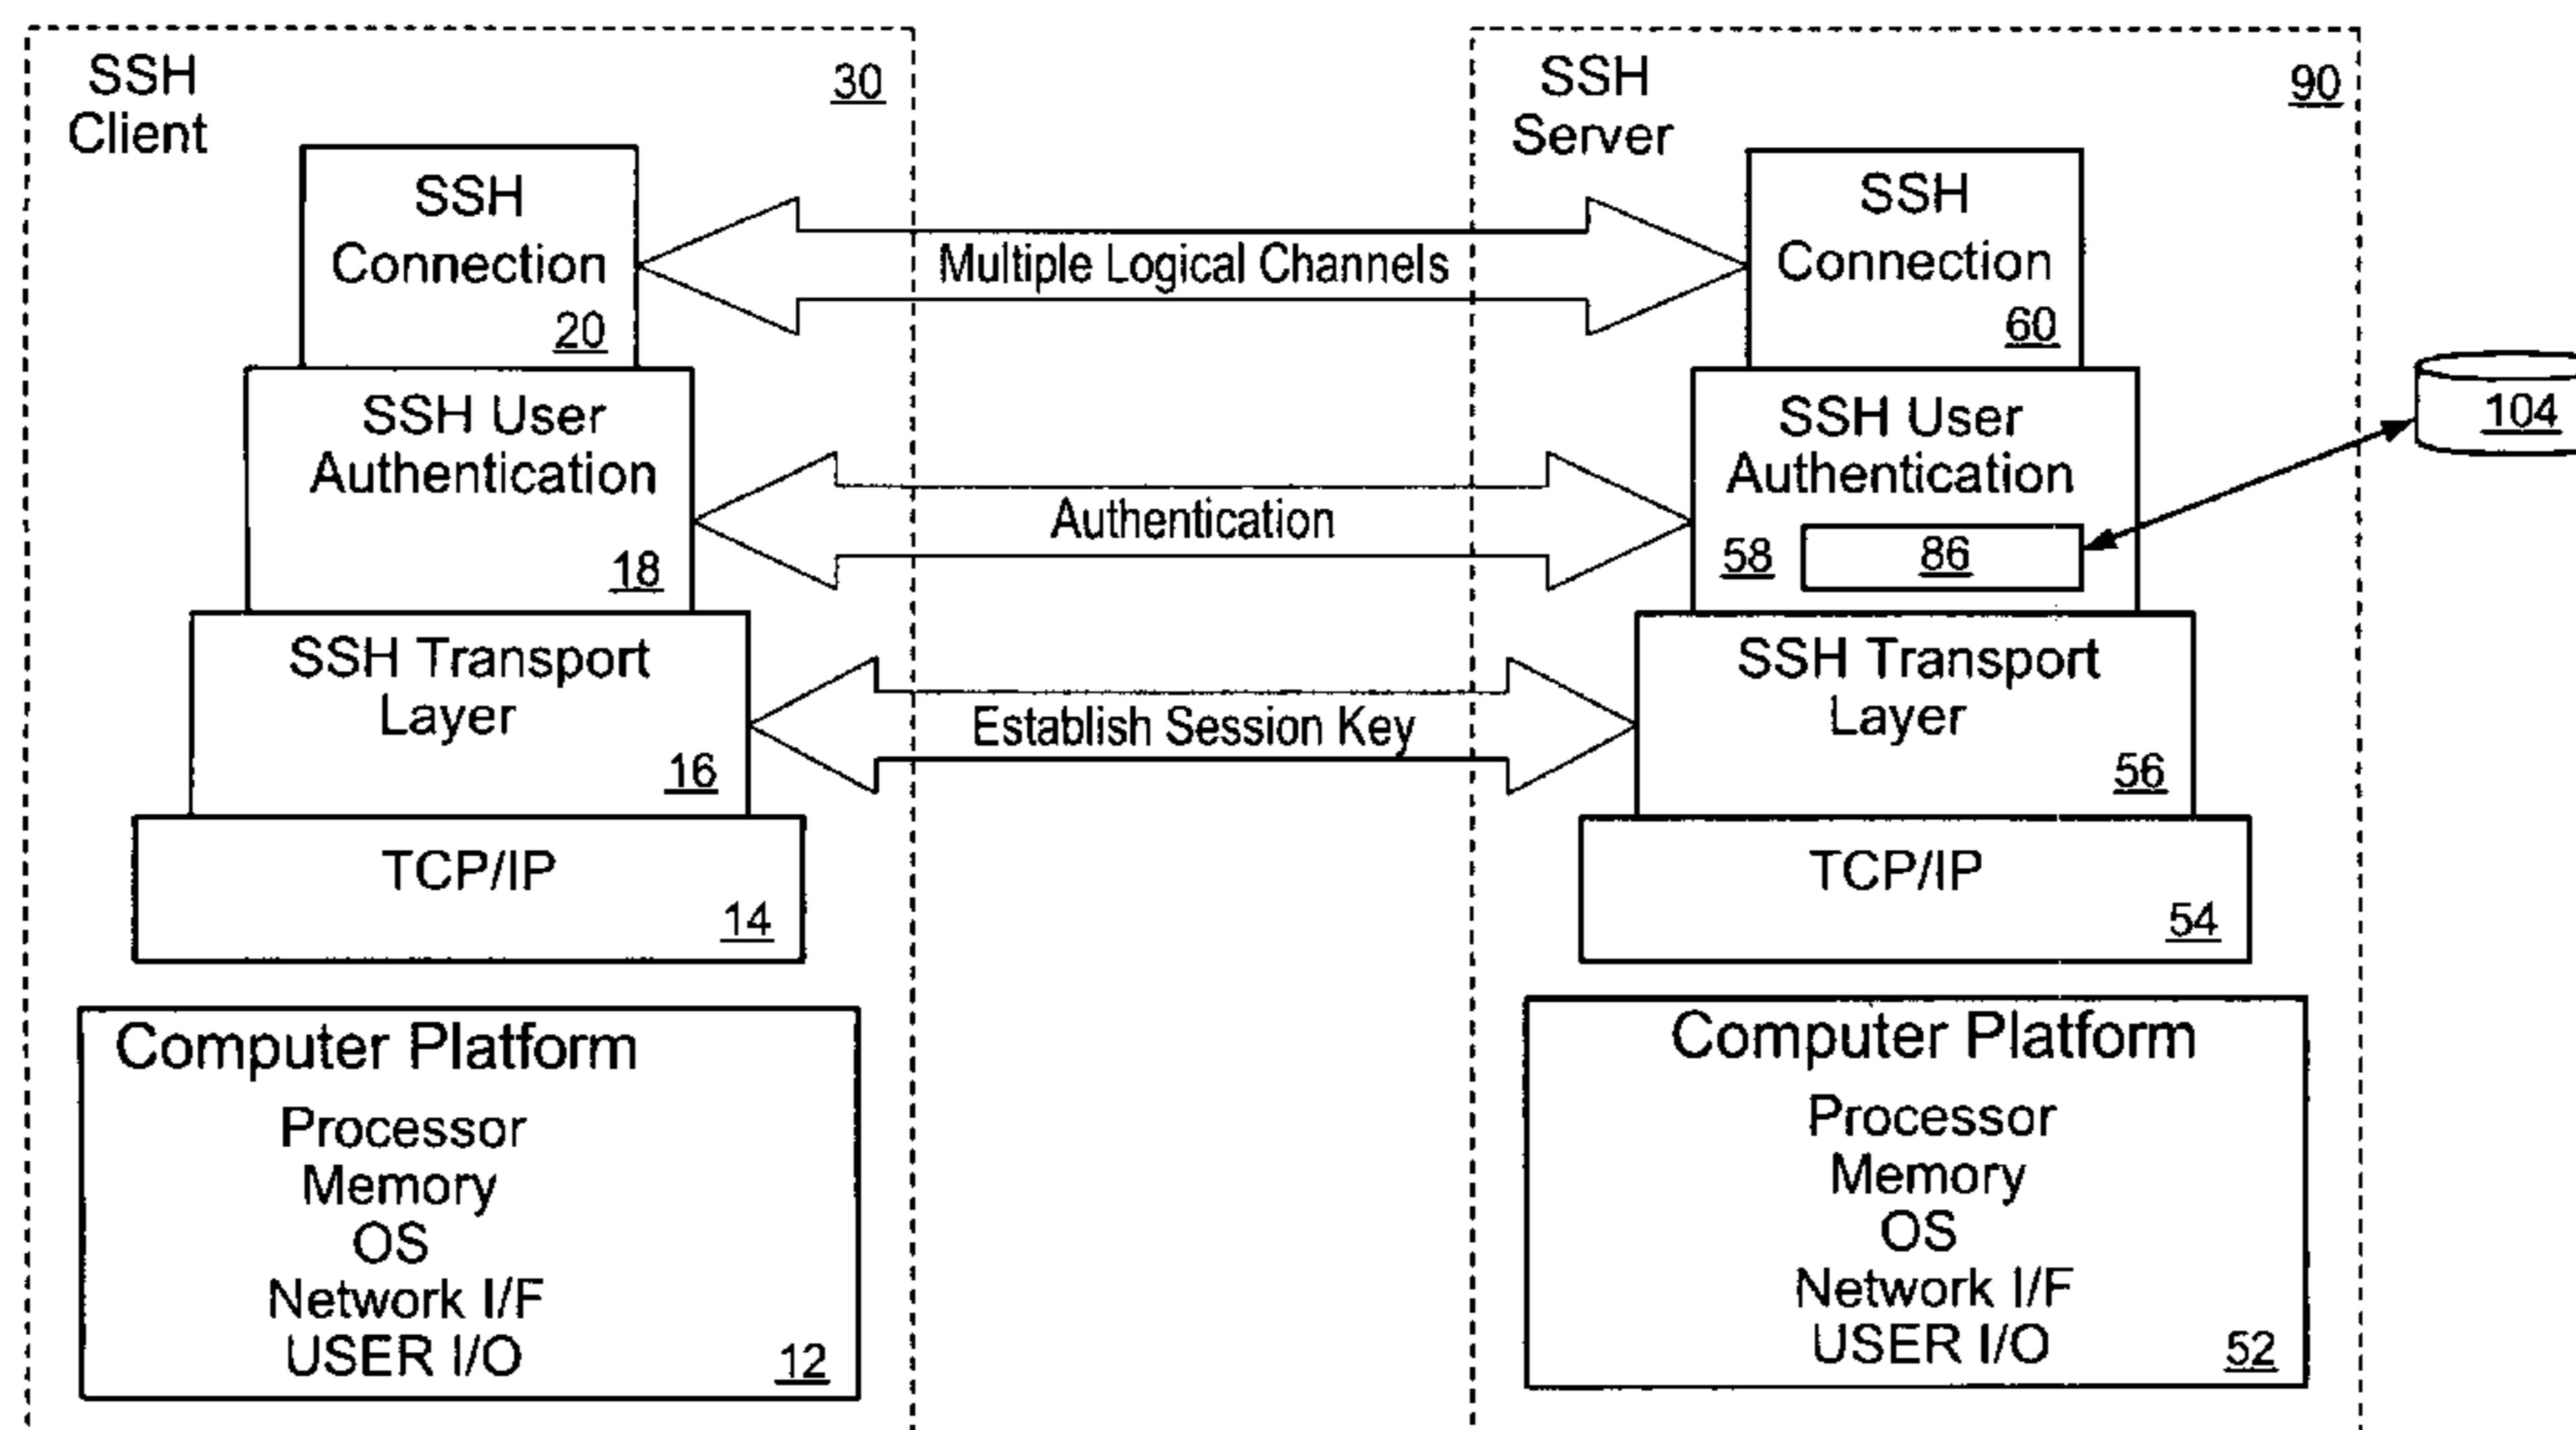 SSH
Client
30
SSH
Connection
20
SSH User
Authentication
18
SSH Transport
Layer
16
TCP/IP
14
Computer Platform
Processor
Memory
OS
Network I/F
USER I/O
12
Multiple Logical Channels
Authentication
Establish Session Key
SSH
Server
90
SSH
Connection
60
SSH User
Authentication
58
86
SSH Transport
Layer
56
TCP/IP
54
Computer Platform
Processor
Memory
OS
Network I/F
USER I/O
52
104